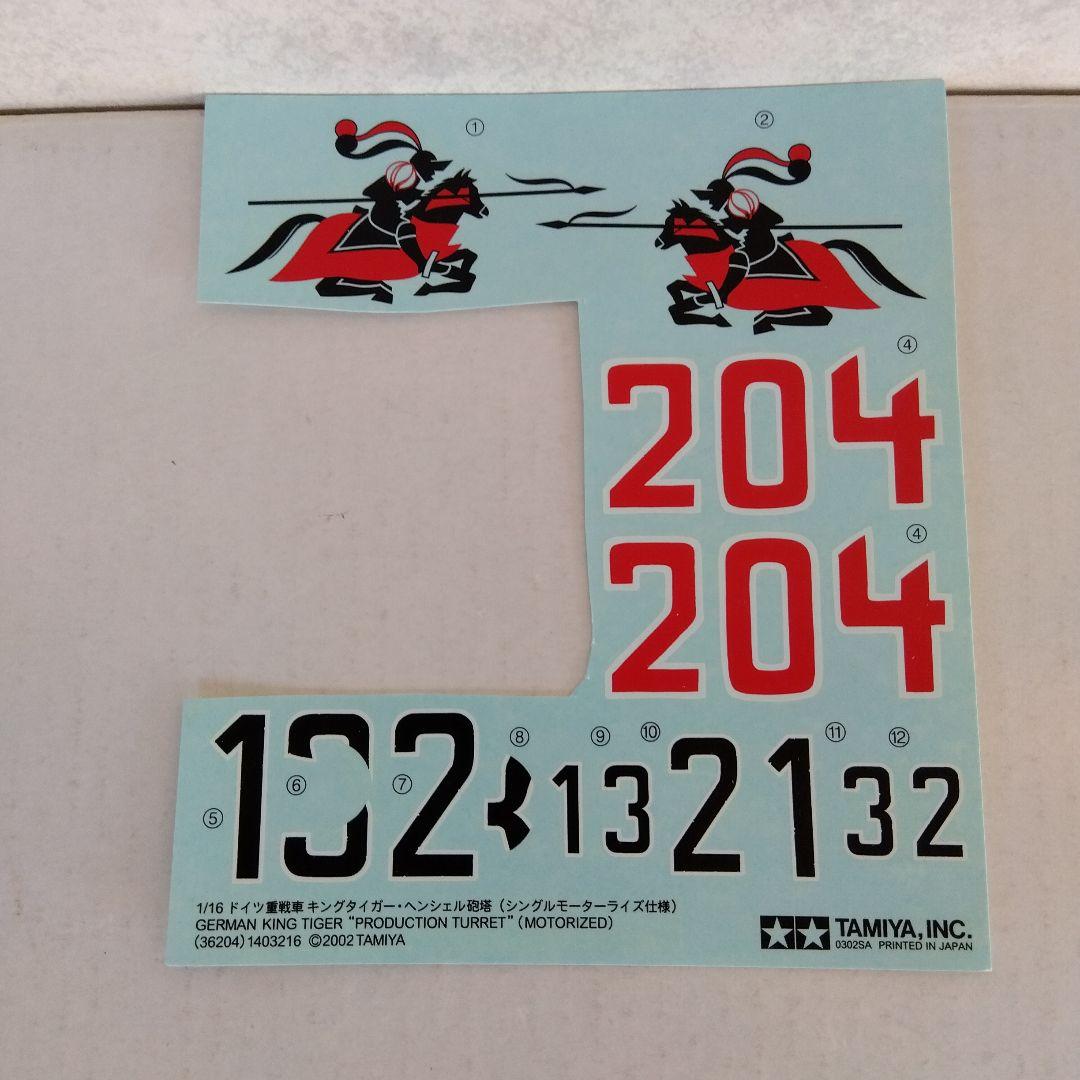 ① ②
④
204
④
204
⑤ 1 ⑥ 3 ⑦ 2 ⑧ ⑨ 13 ⑩ 2 1 ⑪ 3 ⑫ 2
1/16 ドイツ重戦車 キングタイガー・ヘンシェル砲塔（シングルモーターライズ仕様）
GERMAN KING TIGER “PRODUCTION TURRET” (MOTORIZED)
(36204) 1403216 ©2002 TAMIYA
TAMIYA, INC.
0302SA PRINTED IN JAPAN